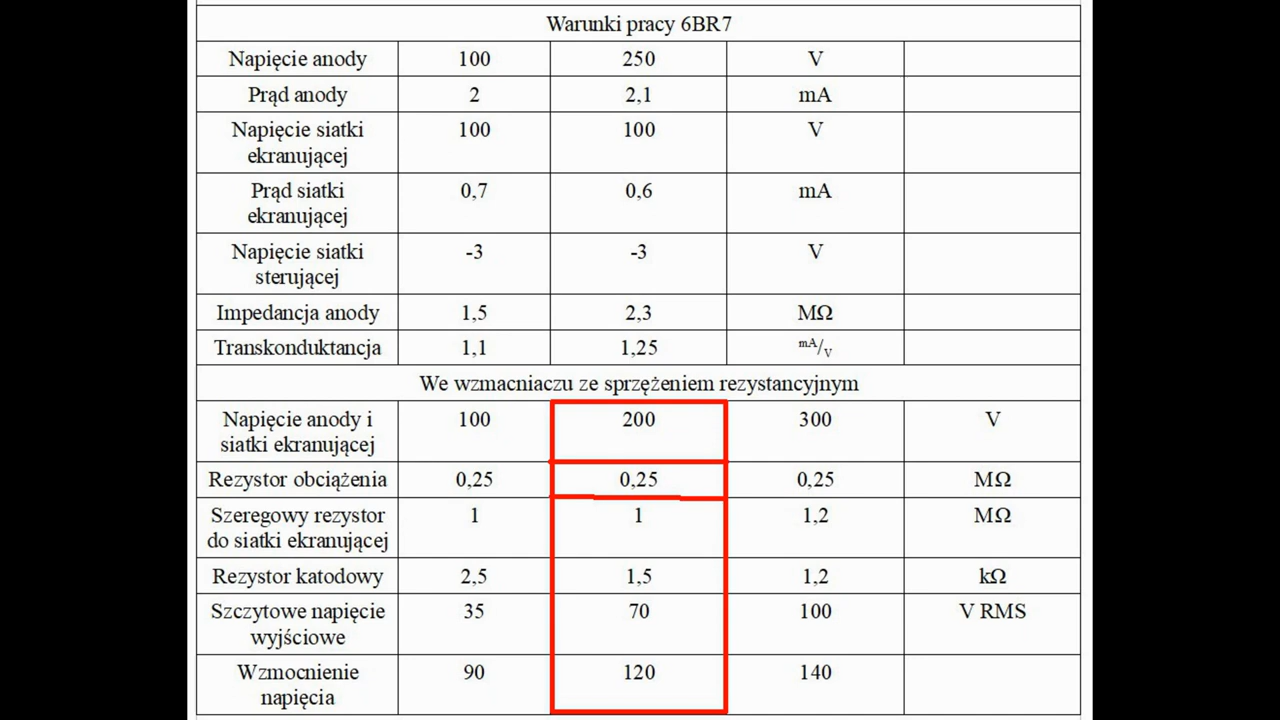 Warunki pracy 6BR7
Napięcie anody 100 250 V
Prąd anody 2 2,1 mA
Napięcie siatki 100 100 V
ekranującej
Prąd siatki 0,7 0,6 mA
ekranującej
Napięcie siatki -3 -3 V
sterującej
Impedancja anody 1,5 2,3 MΩ
Transkonduktancja 1,1 1,25 mA/V
We wzmacniaczu ze sprzężeniem rezystancyjnym
Napięcie anody i 100 200 300 V
siatki ekranującej
Rezystor obciążenia 0,25 0,25 0,25 MΩ
Szeregowy rezystor 1 1 1,2 MΩ
do siatki ekranującej
Rezystor katodowy 2,5 1,5 1,2 kΩ
Szczytowe napięcie 35 70 100 V RMS
wyjściowe
Wzmocnienie 90 120 140
napięcia